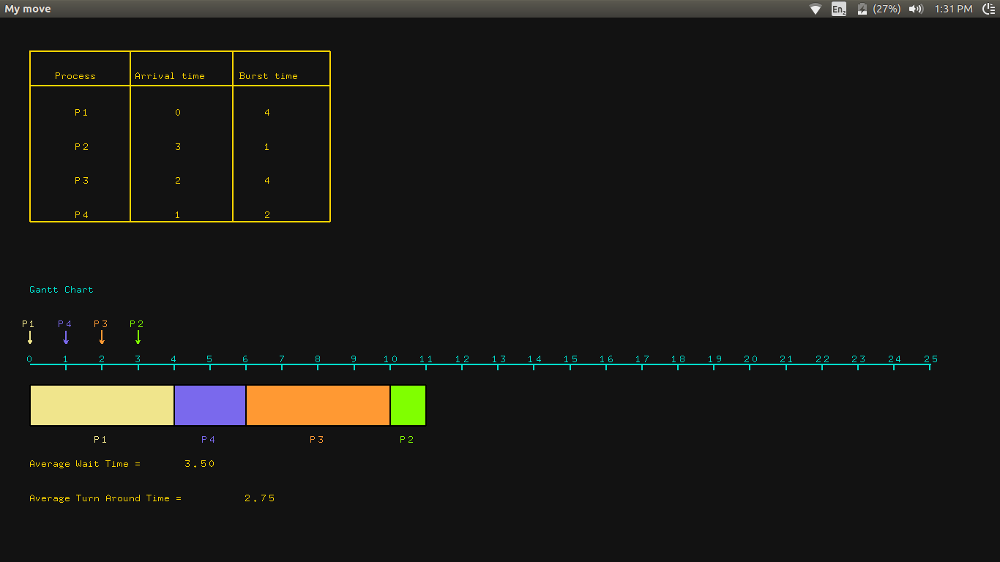 My move En2 (27%) 1:31 PM
Process Arrival time Burst time
P1 0 4
P2 3 1
P3 2 4
P4 1 2
Gantt Chart
P1 P4 P3 P2
0 1 2 3 4 5 6 7 8 9 10 11 12 13 14 15 16 17 18 19 20 21 22 23 24 25
P1 P4 P3 P2
Average Wait Time = 3.50
Average Turn Around Time = 2.75